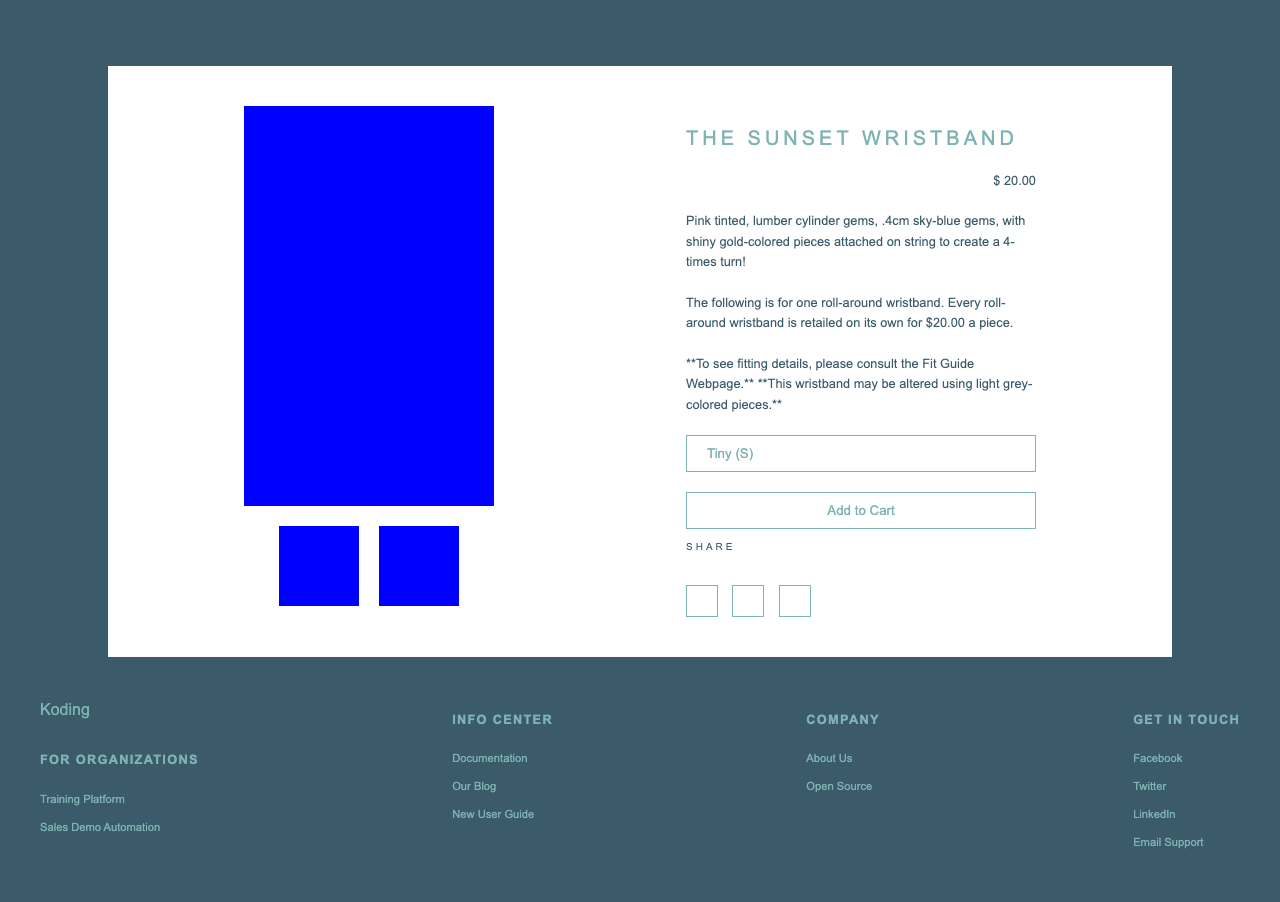 THE SUNSET WRISTBAND
$ 20.00
Pink tinted, lumber cylinder gems, .4cm sky-blue gems, with
shiny gold-colored pieces attached on string to create a 4-
times turn!
The following is for one roll-around wristband. Every roll-
around wristband is retailed on its own for $20.00 a piece.
**To see fitting details, please consult the Fit Guide
Webpage.** **This wristband may be altered using light grey-
colored pieces.**
Tiny (S)
Add to Cart
SHARE
Koding
FOR ORGANIZATIONS
Training Platform
Sales Demo Automation
INFO CENTER
Documentation
Our Blog
New User Guide
COMPANY
About Us
Open Source
GET IN TOUCH
Facebook
Twitter
LinkedIn
Email Support